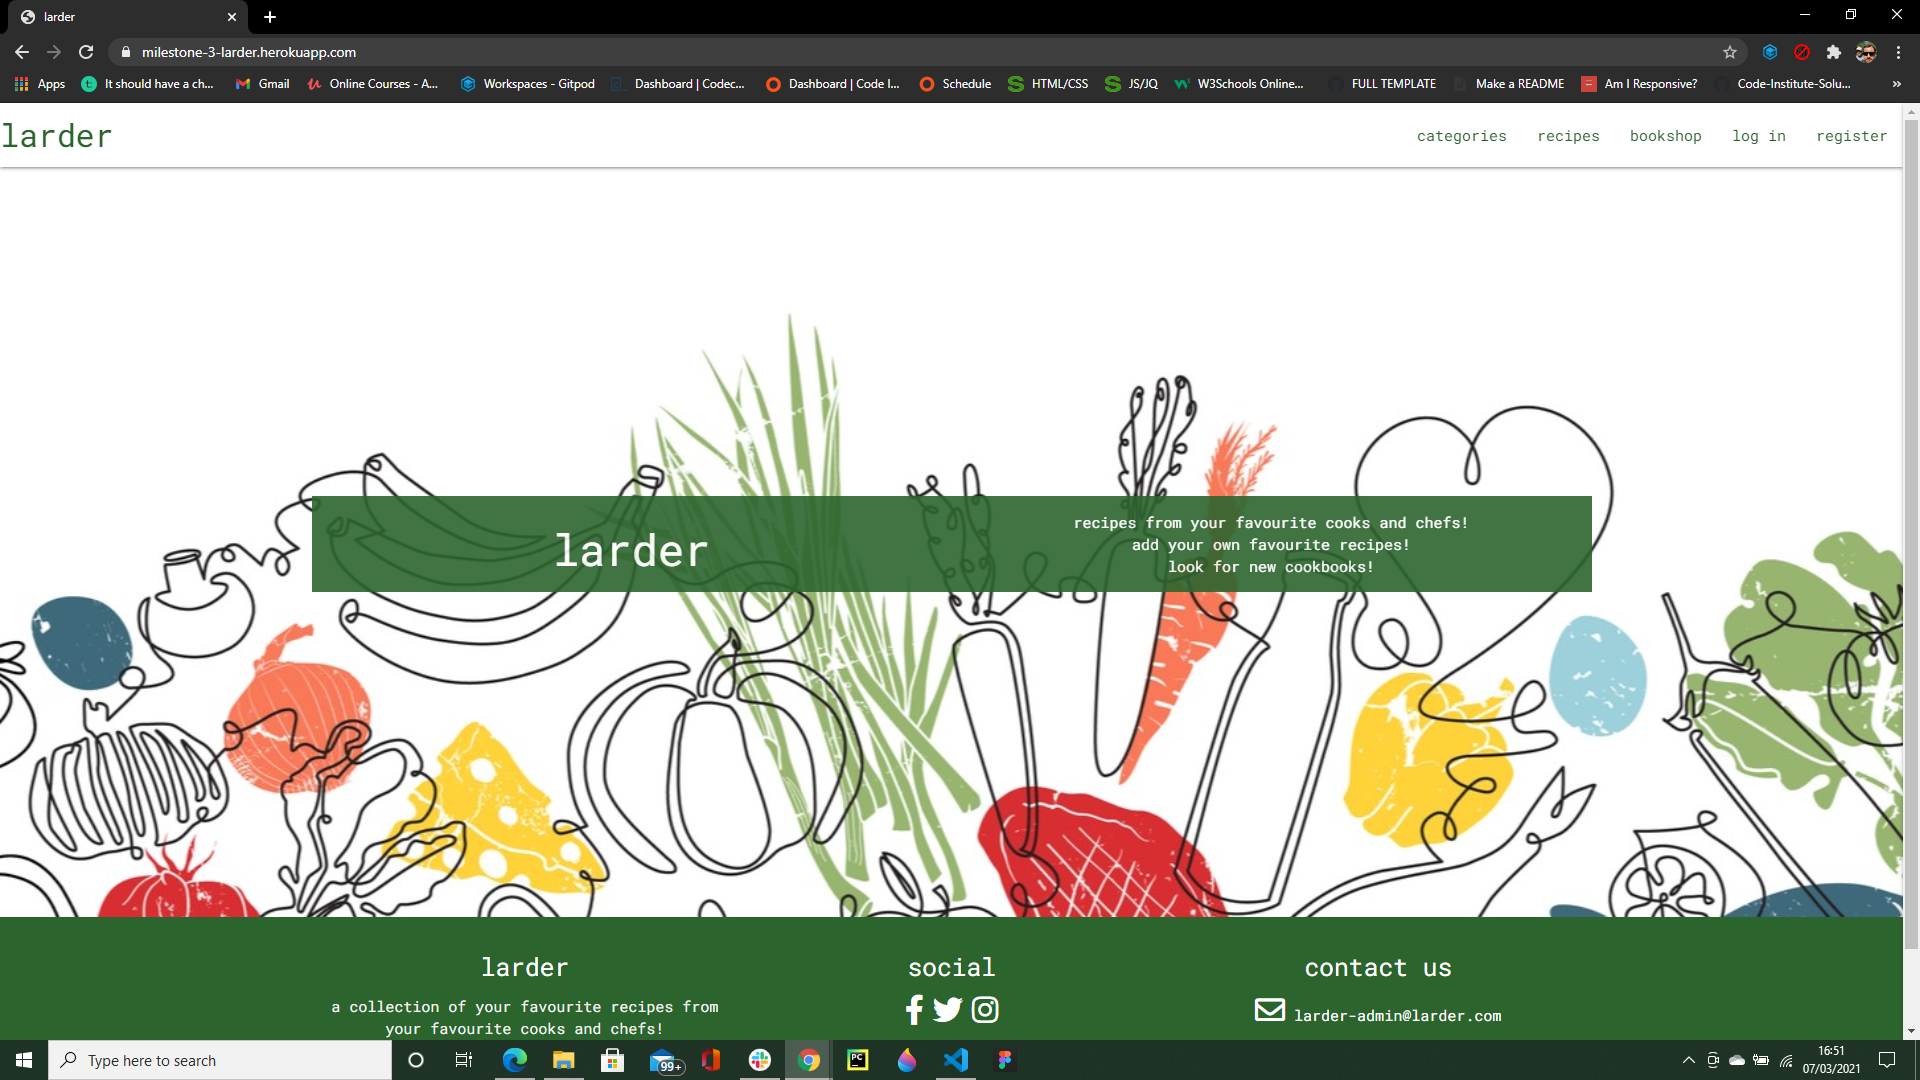 larder
milestone-3-larder.herokuapp.com
Apps It should have a ch... Gmail Online Courses - A... Workspaces - Gitpod Dashboard | Codec... Dashboard | Code I... Schedule HTML/CSS JS/JQ W3Schools Online... FULL TEMPLATE Make a README Am I Responsive? Code-Institute-Solu... »
larder categories recipes bookshop log in register
larder
recipes from your favourite cooks and chefs!
add your own favourite recipes!
look for new cookbooks!
larder
a collection of your favourite recipes from
your favourite cooks and chefs!
social
contact us
larder-admin@larder.com
Type here to search
99+
PC
16:51
07/03/2021